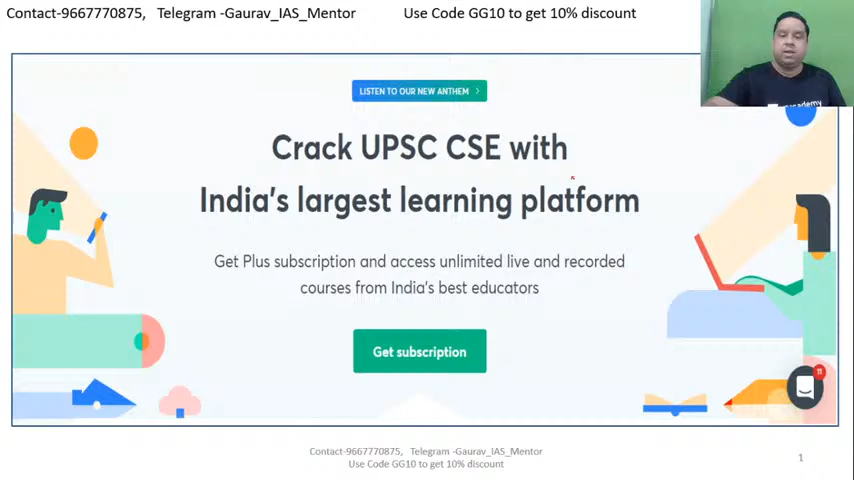 Contact-9667770875, Telegram -Gaurav_IAS_Mentor Use Code GG10 to get 10% discount
LISTEN TO OUR NEW ANTHEM >
Crack UPSC CSE with
India's largest learning platform
Get Plus subscription and access unlimited live and recorded
courses from India's best educators
Get subscription
11
Contact-9667770875, Telegram -Gaurav_IAS_Mentor
Use Code GG10 to get 10% discount
1